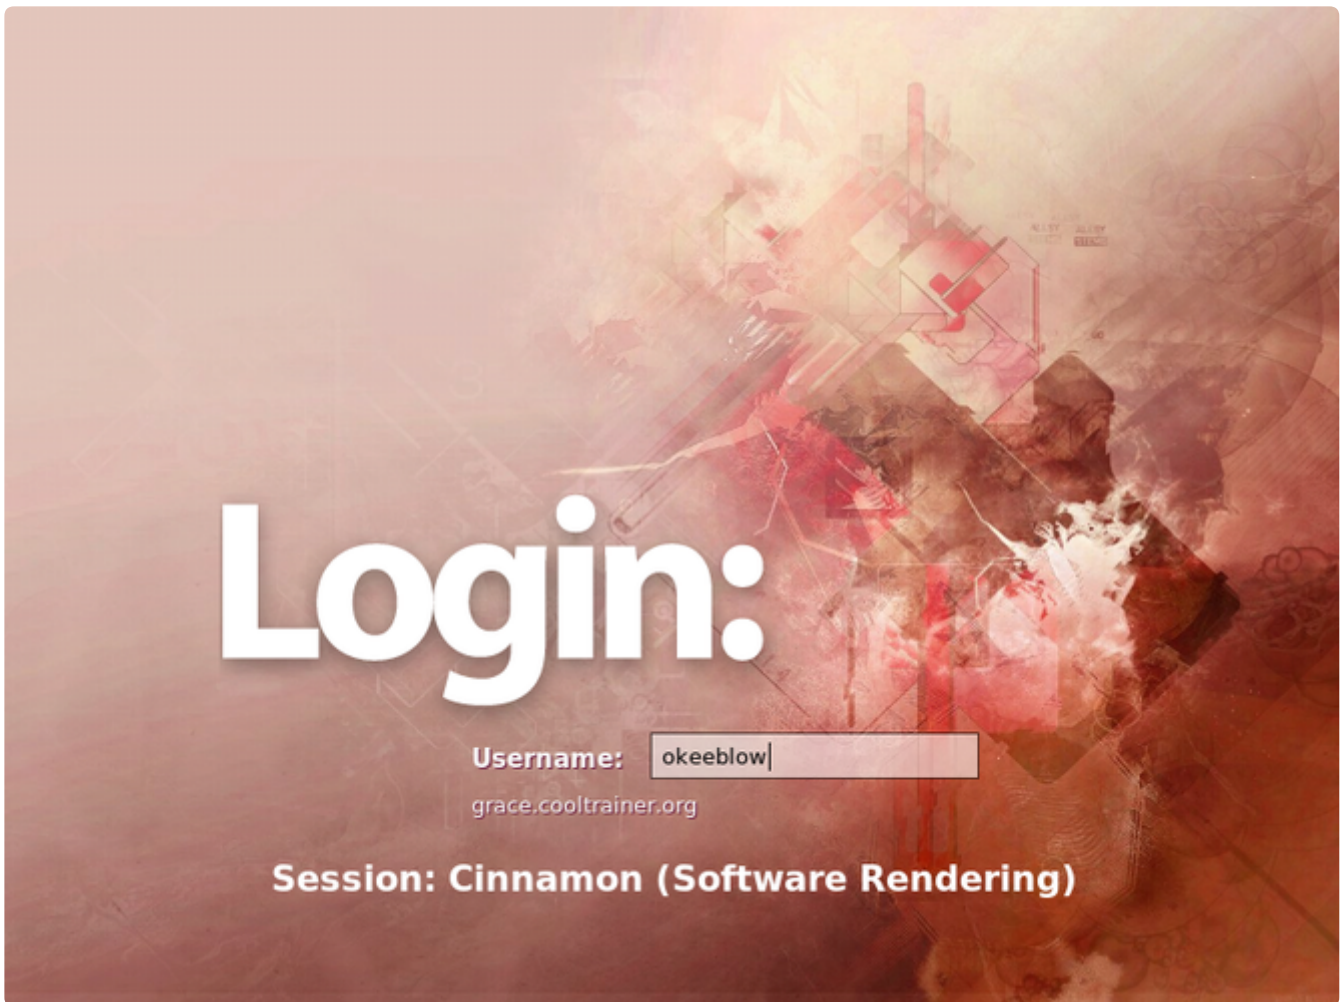 Login:
Username: okeeblow
grace.cooltrainer.org
Session: Cinnamon (Software Rendering)